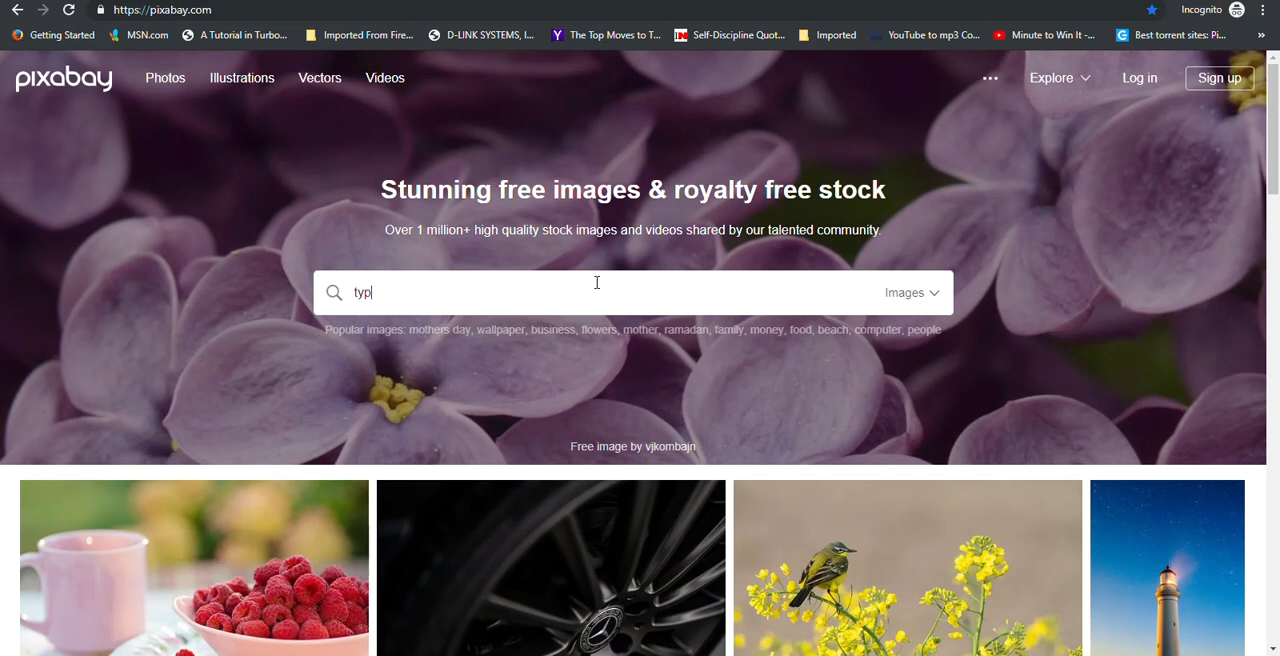 https://pixabay.com Incognito
Getting Started MSN.com A Tutorial in Turbo... Imported From Fire... D-LINK SYSTEMS, I... The Top Moves to T... Self-Discipline Quot... Imported YouTube to mp3 Co... Minute to Win It -... Best torrent sites: Pi... »
pixabay Photos Illustrations Vectors Videos ••• Explore Log in Sign up
Stunning free images & royalty free stock
Over 1 million+ high quality stock images and videos shared by our talented community.
typ Images
Popular images: mothers day, wallpaper, business, flowers, mother, ramadan, family, money, food, beach, computer, people
Free image by vjkombajn